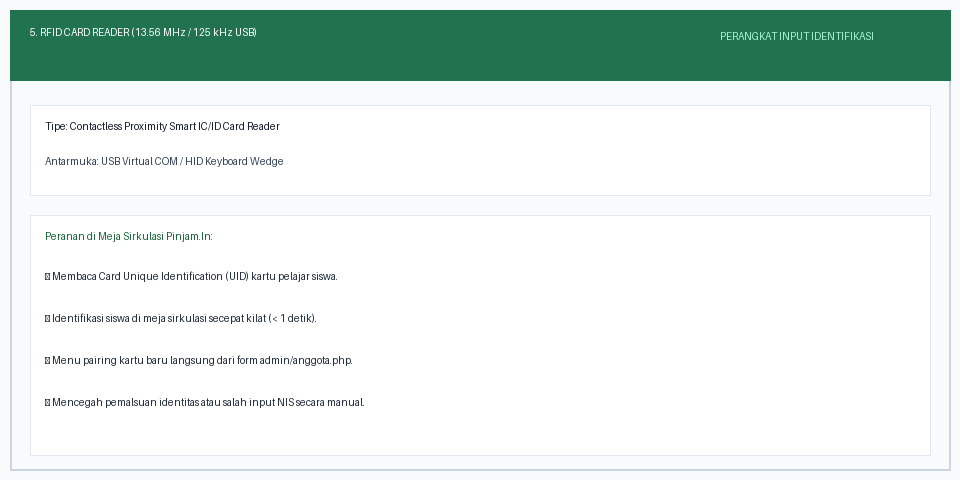 5. RFID CARD READER (13.56 MHz / 125 kHz USB)
PERANGKAT INPUT IDENTIFIKASI
Tipe: Contactless Proximity Smart IC/ID Card Reader
Antarmuka: USB Virtual COM / HID Keyboard Wedge
Peranan di Meja Sirkulasi Pinjam.In:
Membaca Card Unique Identification (UID) kartu pelajar siswa.
Identifikasi siswa di meja sirkulasi secepat kilat (< 1 detik).
Menu pairing kartu baru langsung dari form admin/anggota.php.
Mencegah pemalsuan identitas atau salah input NIS secara manual.